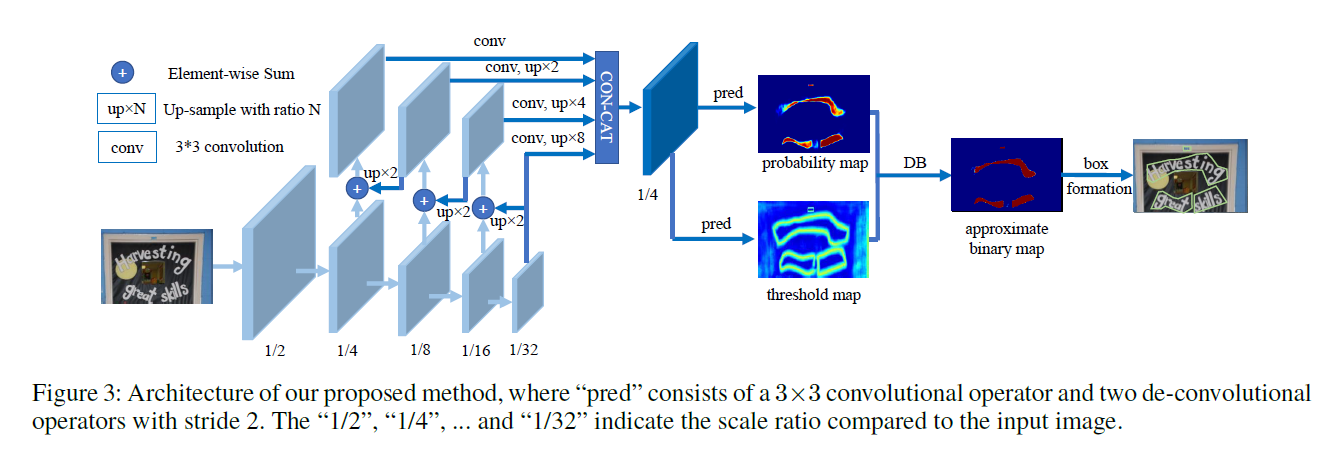 conv
conv, up×2
conv, up×4
conv, up×8
CON-CAT
+
Element-wise Sum
up×N
Up-sample with ratio N
conv
3*3 convolution
up×2
+
up×2
+
up×2
+
Harvesting
great skills
1/2
1/4
1/8
1/16
1/32
1/4
pred
probability map
pred
threshold map
DB
approximate
binary map
box
formation
Harvesting
great skills
Figure 3: Architecture of our proposed method, where “pred” consists of a 3×3 convolutional operator and two de-convolutional
operators with stride 2. The “1/2”, “1/4”, ... and “1/32” indicate the scale ratio compared to the input image.